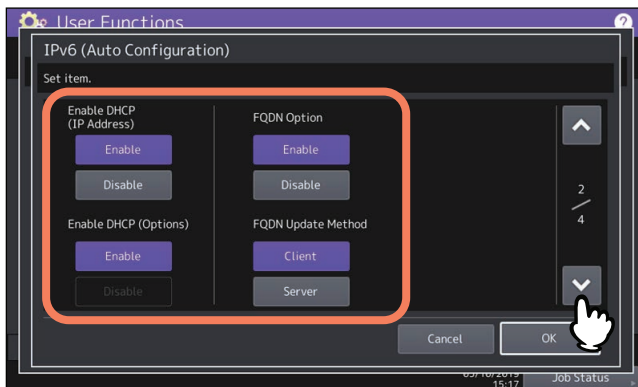 User Functions
?
IPv6 (Auto Configuration)
Set item.
Enable DHCP
(IP Address)
Enable
Disable
FQDN Option
Enable
Disable
Enable DHCP (Options)
Enable
Disable
FQDN Update Method
Client
Server
2
4
Cancel
OK
15:17
Job Status